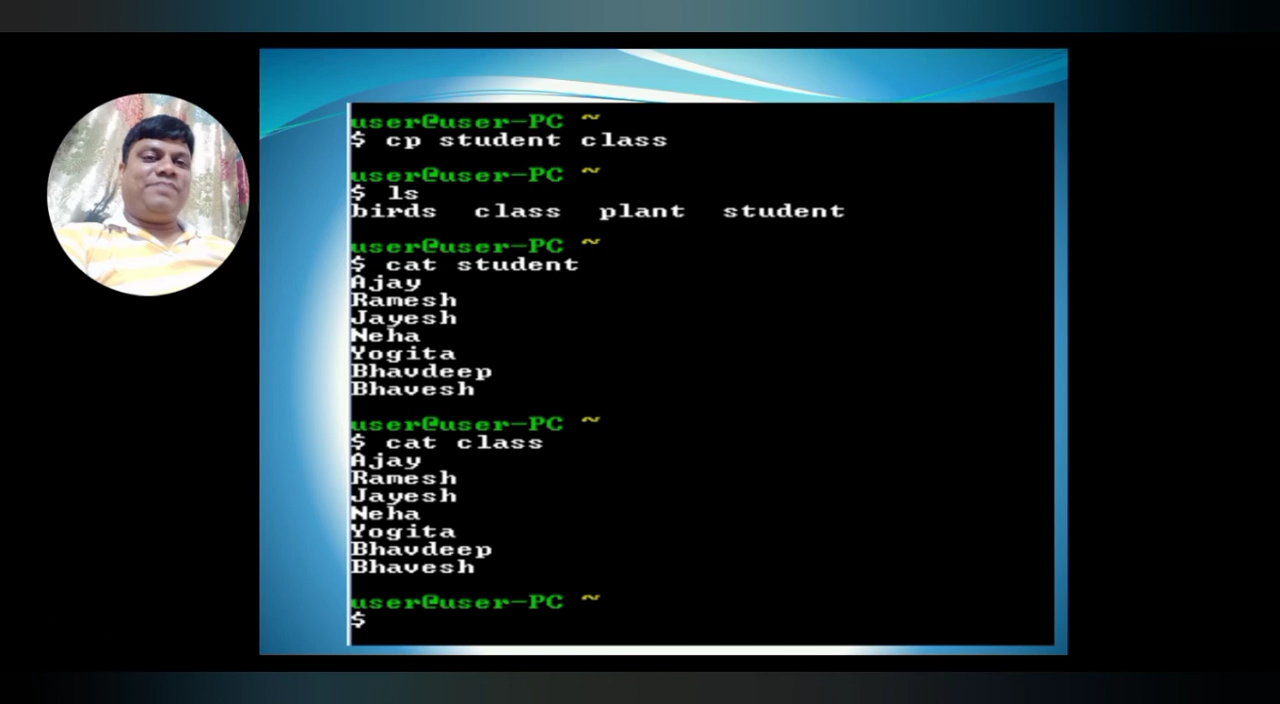 user@user-PC ~
$ cp student class
user@user-PC ~
$ ls
birds class plant student
user@user-PC ~
$ cat student
Ajay
Ramesh
Jayesh
Neha
Yogita
Bhavdeep
Bhavesh
user@user-PC ~
$ cat class
Ajay
Ramesh
Jayesh
Neha
Yogita
Bhavdeep
Bhavesh
user@user-PC ~
$